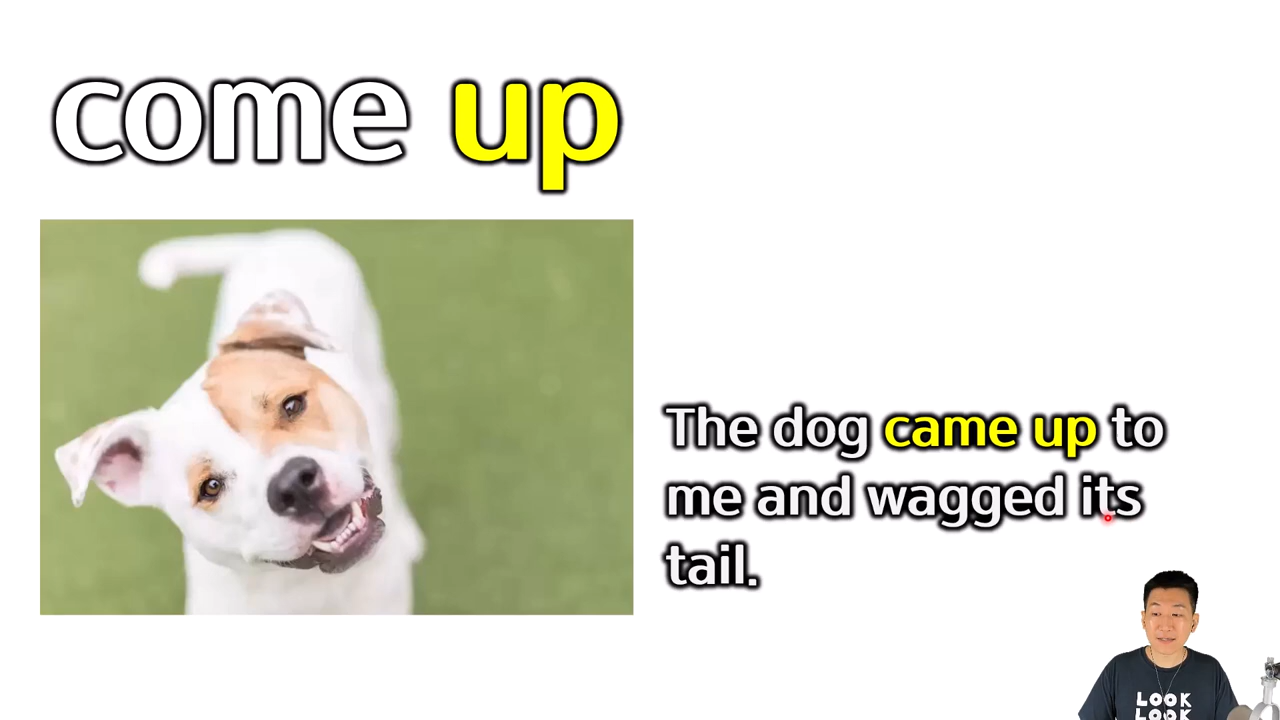 come up
The dog came up to
me and wagged its
tail.
LOOK
LOOK